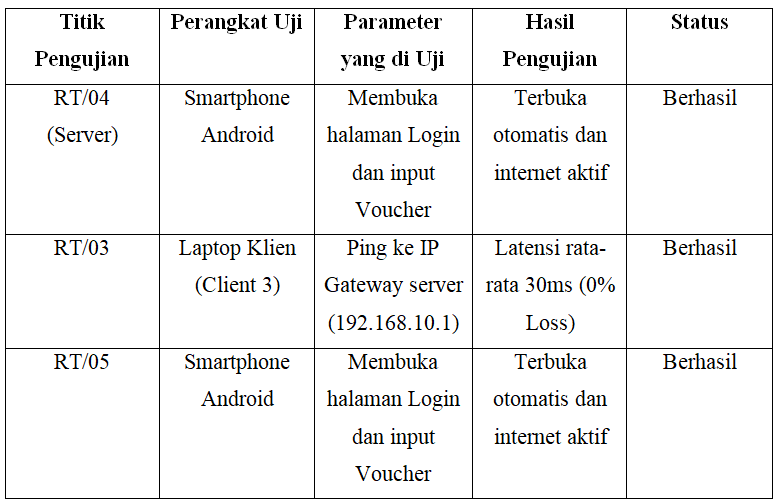 Titik Pengujian | Perangkat Uji | Parameter yang di Uji | Hasil Pengujian | Status
RT/04 (Server) | Smartphone Android | Membuka halaman Login dan input Voucher | Terbuka otomatis dan internet aktif | Berhasil
RT/03 | Laptop Klien (Client 3) | Ping ke IP Gateway server (192.168.10.1) | Latensi rata-rata 30ms (0% Loss) | Berhasil
RT/05 | Smartphone Android | Membuka halaman Login dan input Voucher | Terbuka otomatis dan internet aktif | Berhasil